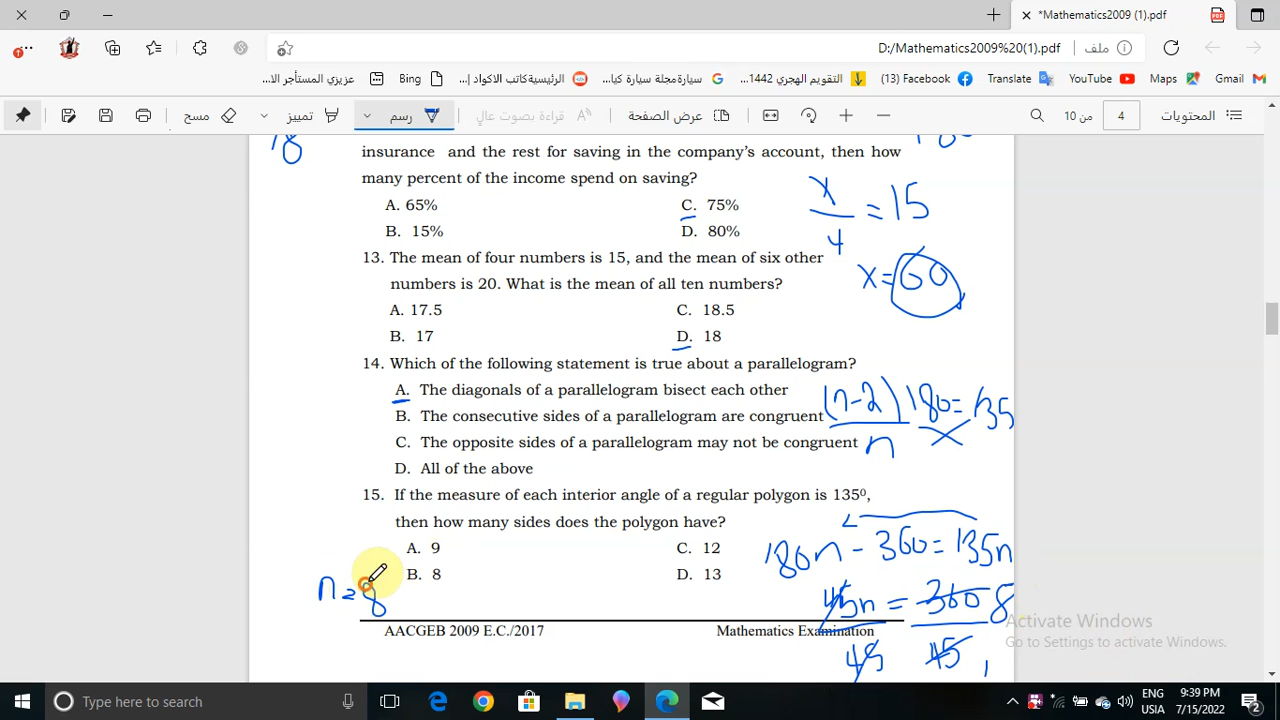 *Mathematics2009 (1).pdf
D:/Mathematics2009%20(1).pdf
ملف
عزيزي المستأجر الا...
Bing
الرئيسيةكاتب الاكواد إ...
سيارةمجلة سيارة كيا...
التقويم الهجري 1442...
(13) Facebook
Translate
YouTube
Maps
Gmail
مسح
تمييز
رسم
قراءة بصوت عالٍ
عرض الصفحة
من 10
4
المحتويات
18
insurance and the rest for saving in the company's account, then how
many percent of the income spend on saving?
A. 65%
C. 75%
B. 15%
D. 80%
x/4 = 15
x = 60
13. The mean of four numbers is 15, and the mean of six other
numbers is 20. What is the mean of all ten numbers?
A. 17.5
C. 18.5
B. 17
D. 18
14. Which of the following statement is true about a parallelogram?
A. The diagonals of a parallelogram bisect each other
B. The consecutive sides of a parallelogram are congruent
C. The opposite sides of a parallelogram may not be congruent
D. All of the above
(n-2)180 = 135
n
15. If the measure of each interior angle of a regular polygon is 135⁰,
then how many sides does the polygon have?
A. 9
C. 12
B. 8
D. 13
180n - 360 = 135n
45n = 360 8
45 45 1
n = 8
AACGEB 2009 E.C./2017
Mathematics Examination
Activate Windows
Go to Settings to activate Windows.
Type here to search
ENG
USIA
9:39 PM
7/15/2022
2